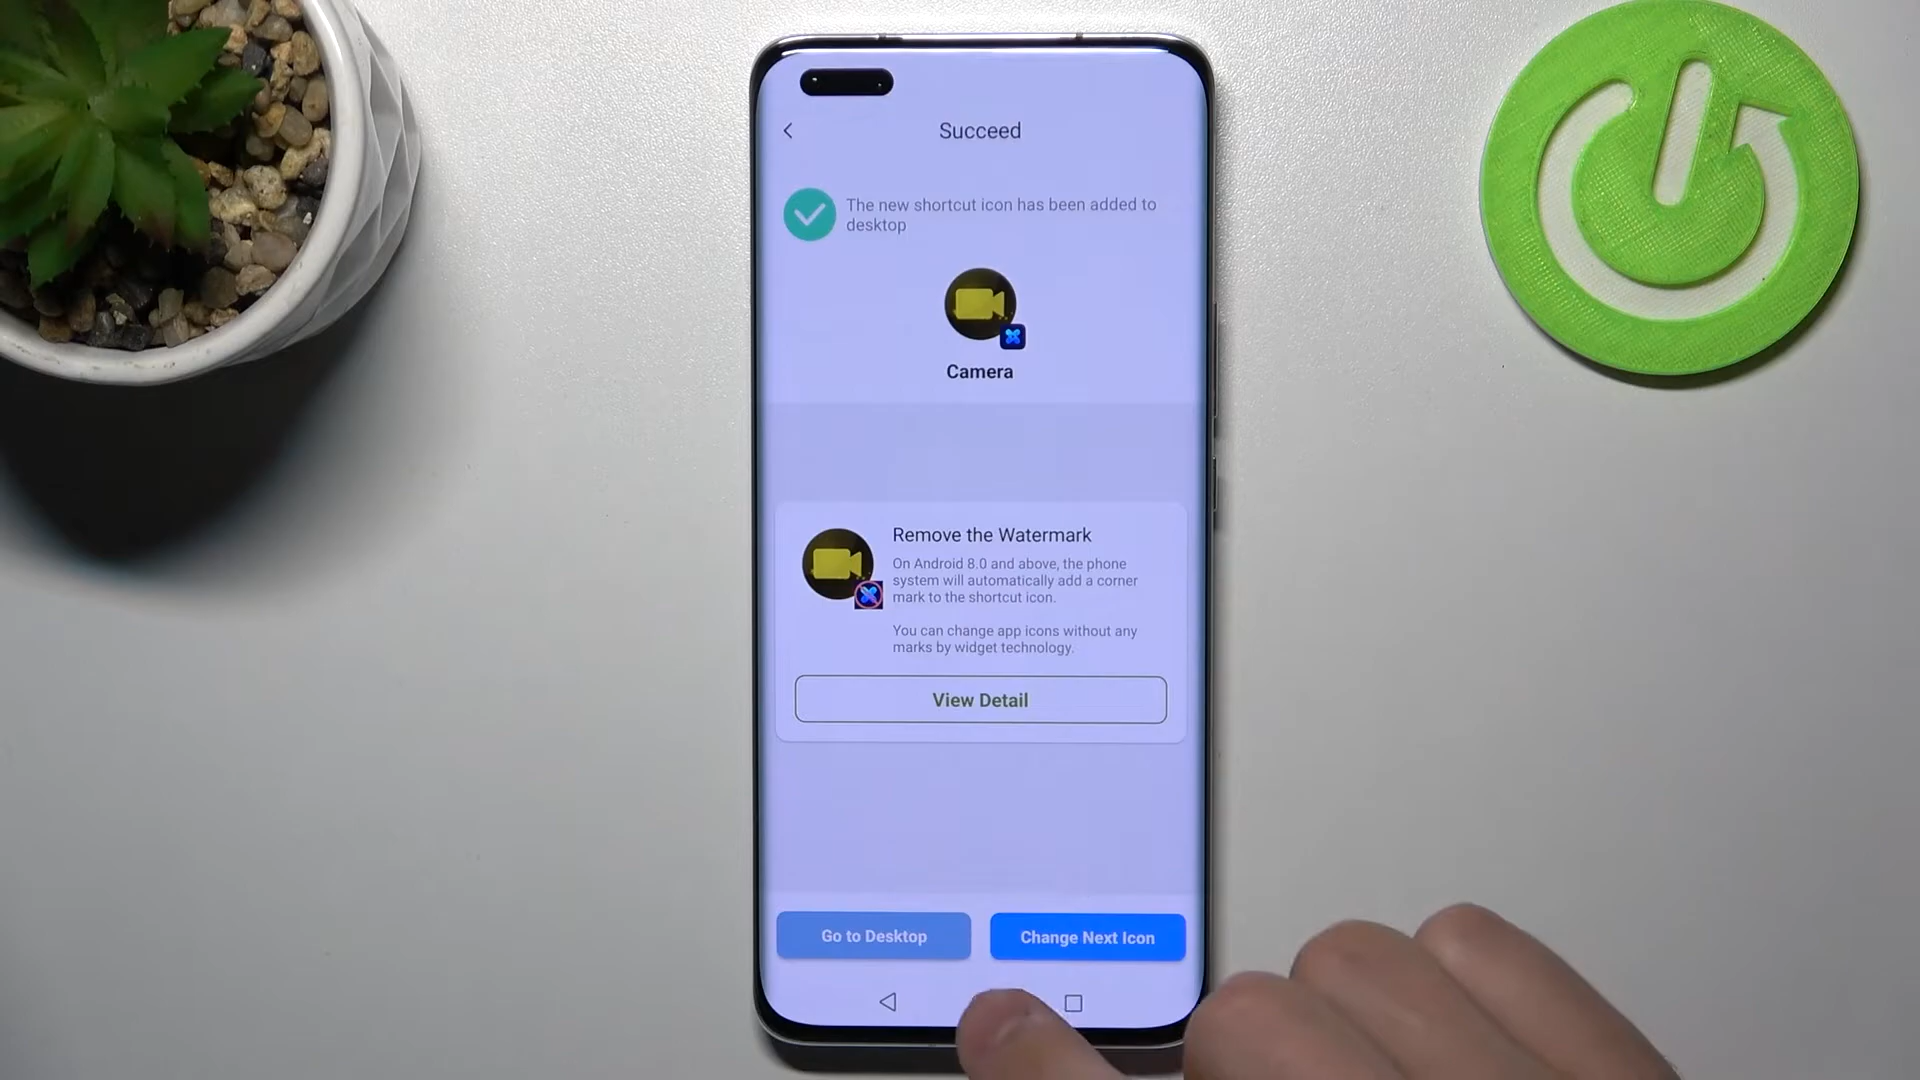 Succeed
The new shortcut icon has been added to
desktop
Camera
Remove the Watermark
On Android 8.0 and above, the phone
system will automatically add a corner
mark to the shortcut icon.
You can change app icons without any
marks by widget technology.
View Detail
Go to Desktop
Change Next Icon